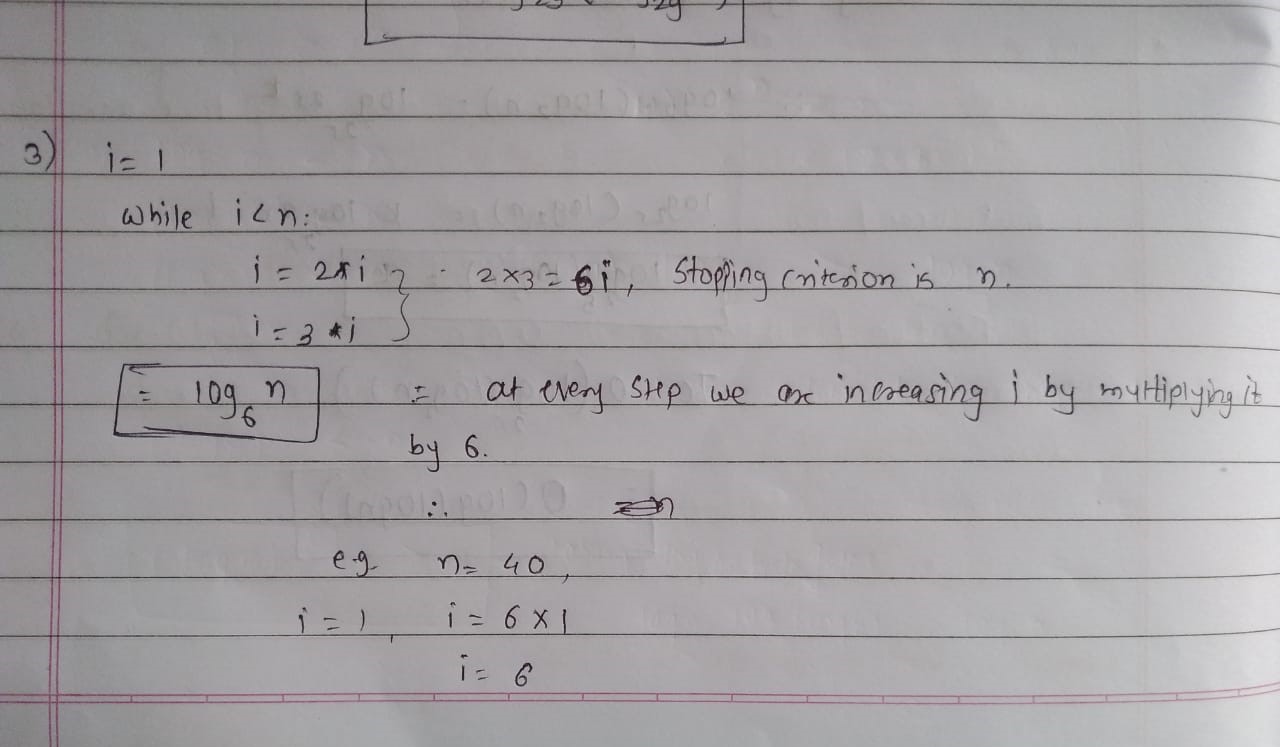 3) i= 1
while i<n:
i = 2*i } 2×3= 6i, Stopping criterion is n.
i = 3 *i
= log₆ n = at every step we are increasing i by multiplying it
by 6.
∴
e.g. n= 40,
i = 1, i = 6 × 1
i = 6